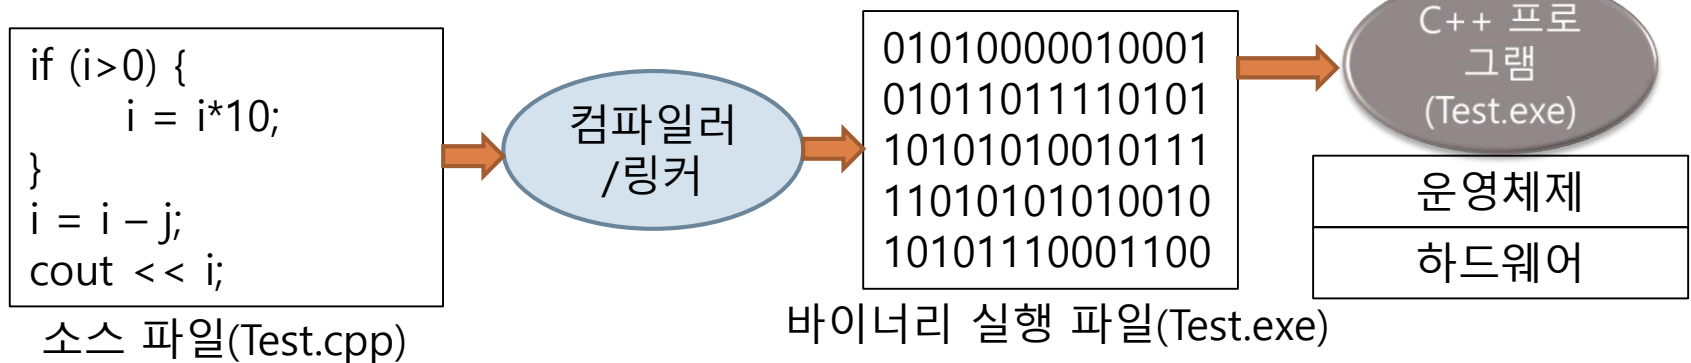 if (i>0) {
i = i*10;
}
i = i – j;
cout << i;
소스 파일(Test.cpp)
컴파일러
/링커
01010000010001
01011011110101
10101010010111
11010101010010
10101110001100
바이너리 실행 파일(Test.exe)
C++ 프로
그램
(Test.exe)
운영체제
하드웨어